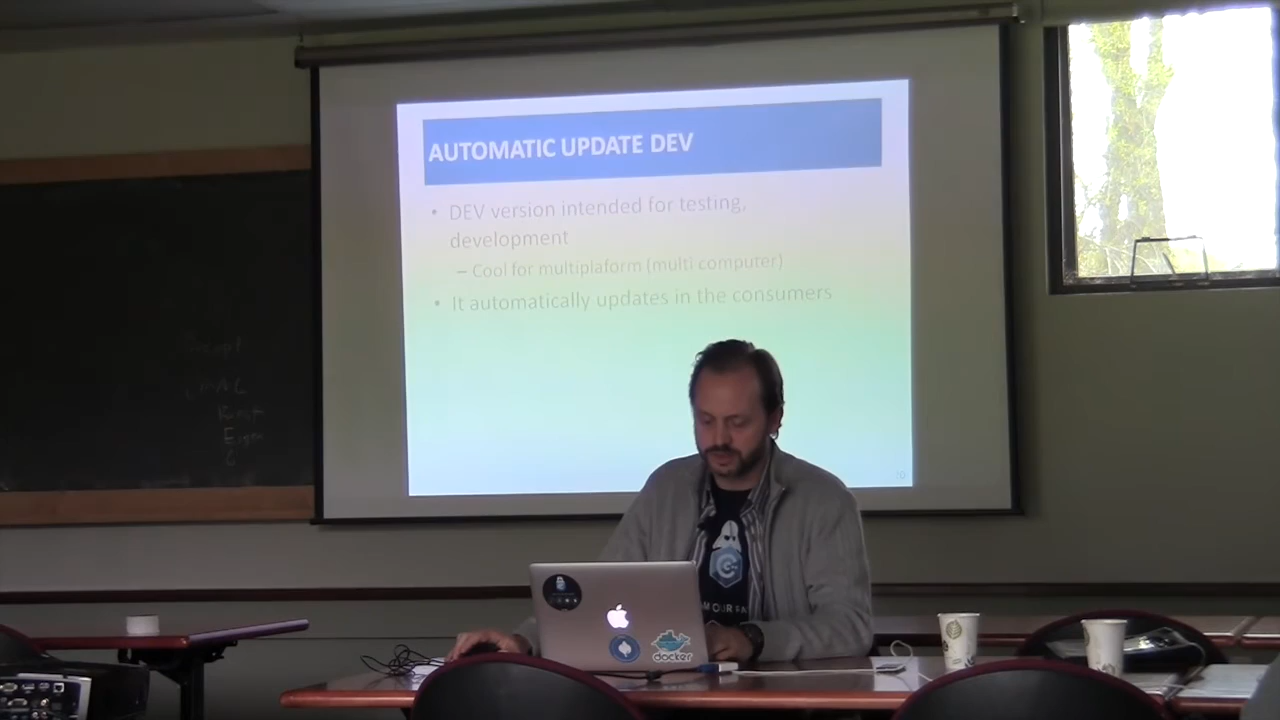 AUTOMATIC UPDATE DEV
• DEV version intended for testing,
development
– Cool for multiplaform (multi computer)
• It automatically updates in the consumers
20
docker